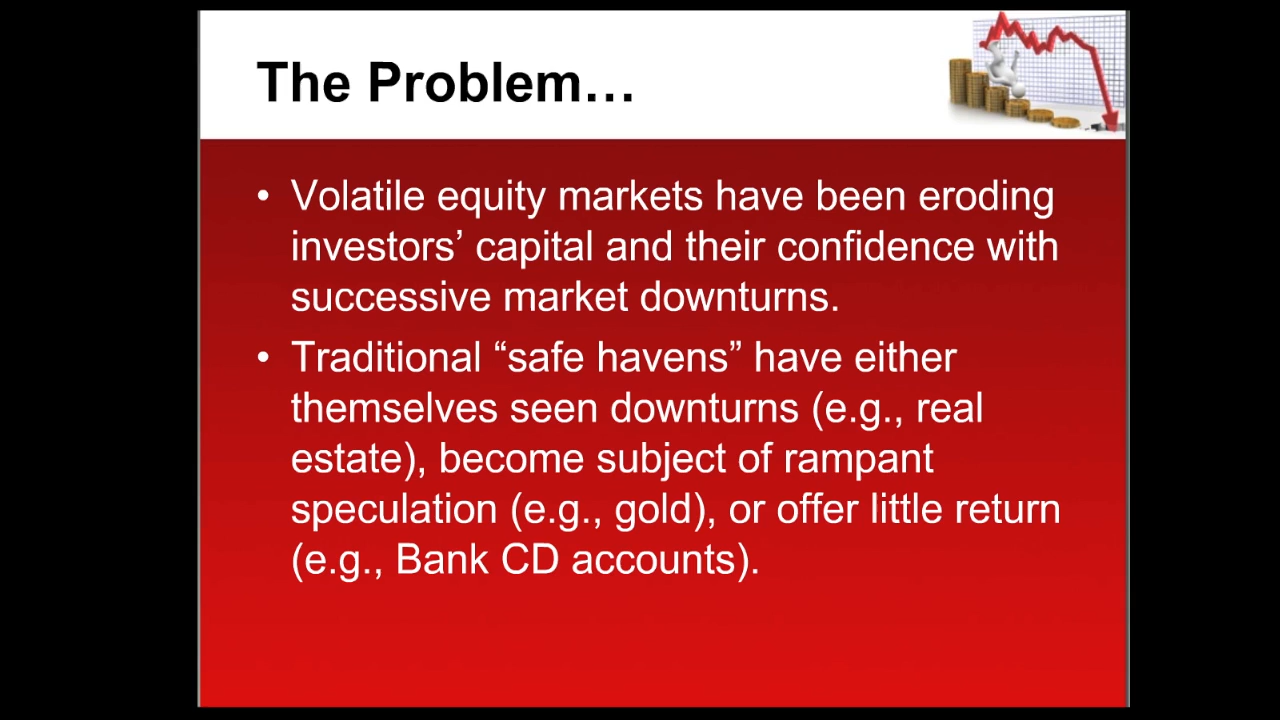 The Problem…
• Volatile equity markets have been eroding
investors’ capital and their confidence with
successive market downturns.
• Traditional “safe havens” have either
themselves seen downturns (e.g., real
estate), become subject of rampant
speculation (e.g., gold), or offer little return
(e.g., Bank CD accounts).